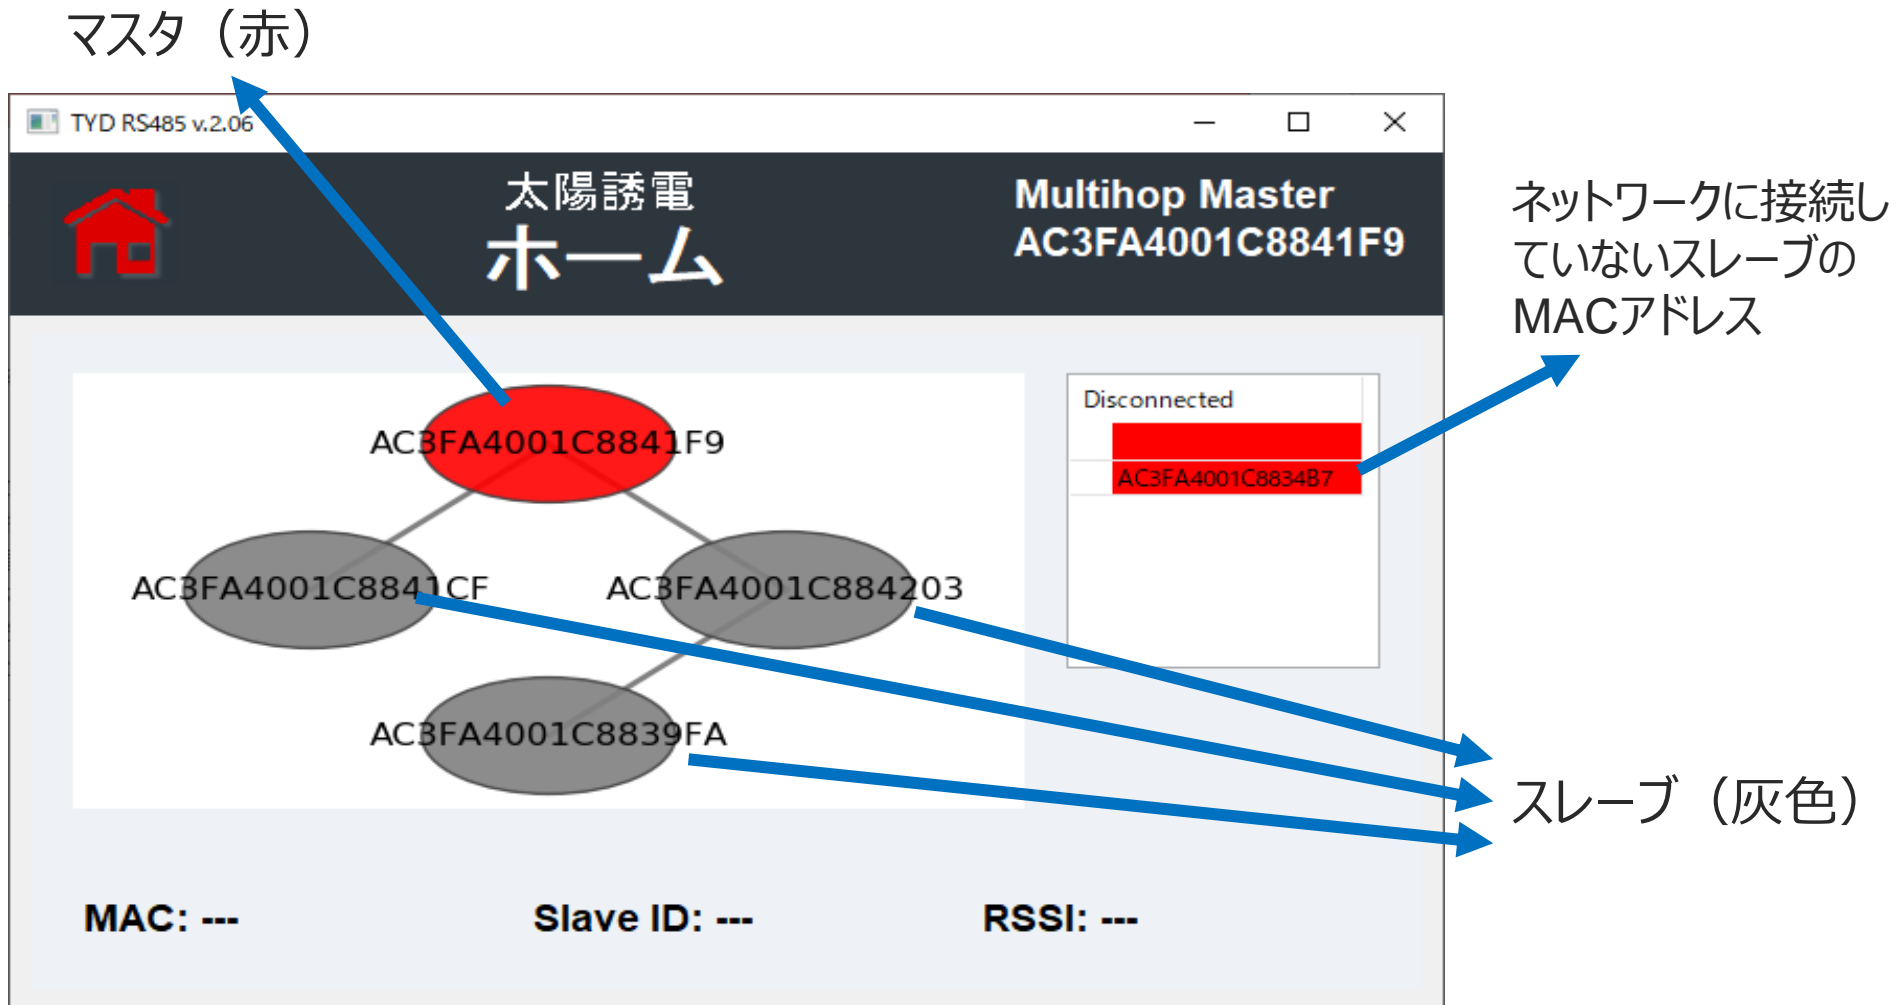 マスタ（赤）
TYD RS485 v.2.06
太陽誘電
ホーム
Multihop Master
AC3FA4001C8841F9
ネットワークに接続し
ていないスレーブの
MACアドレス
AC3FA4001C8841F9
Disconnected
AC3FA4001C8834B7
AC3FA4001C8841CF
AC3FA4001C884203
AC3FA4001C8839FA
スレーブ（灰色）
MAC: ---
Slave ID: ---
RSSI: ---